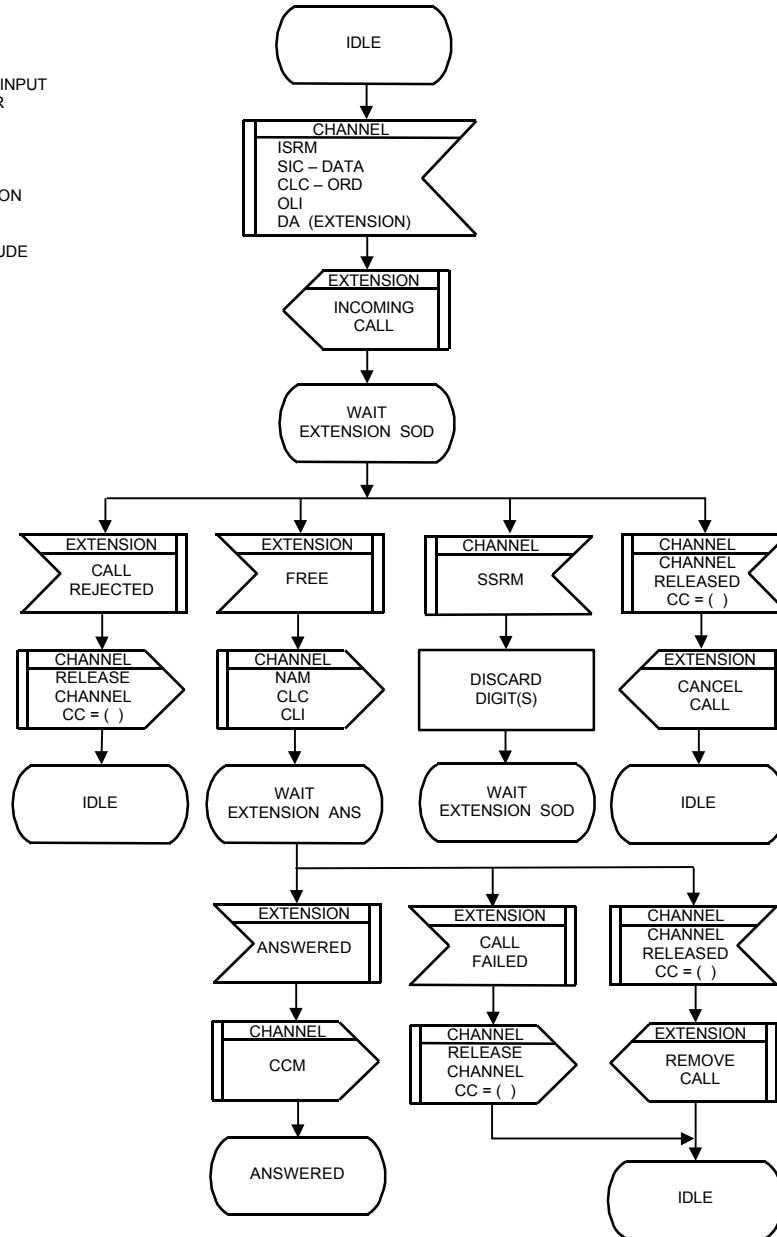 IDLE
INPUT
R
ON
UDE
CHANNEL
ISRM
SIC – DATA
CLC – ORD
OLI
DA (EXTENSION)
EXTENSION
INCOMING
CALL
WAIT
EXTENSION SOD
EXTENSION
CALL
REJECTED
EXTENSION
FREE
CHANNEL
SSRM
CHANNEL
CHANNEL
RELEASED
CC = ( )
CHANNEL
RELEASE
CHANNEL
CC = ( )
CHANNEL
NAM
CLC
CLI
DISCARD
DIGIT(S)
EXTENSION
CANCEL
CALL
IDLE
WAIT
EXTENSION ANS
WAIT
EXTENSION SOD
IDLE
EXTENSION
ANSWERED
EXTENSION
CALL
FAILED
CHANNEL
CHANNEL
RELEASED
CC = ( )
CHANNEL
CCM
CHANNEL
RELEASE
CHANNEL
CC = ( )
EXTENSION
REMOVE
CALL
ANSWERED
IDLE